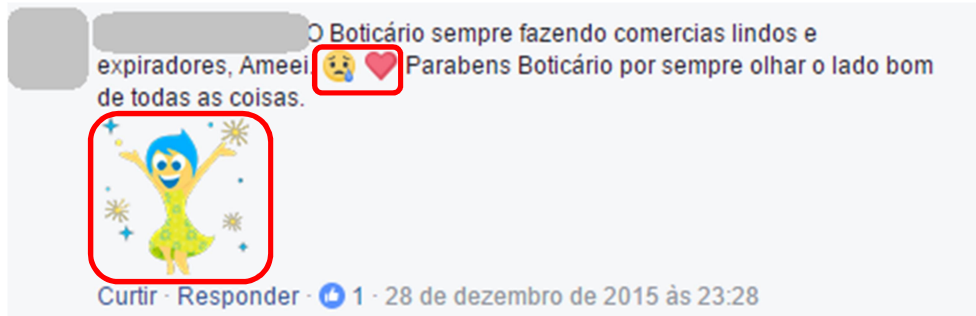 O Boticário sempre fazendo comercias lindos e
expiradores, Ameei. 😢 ❤ Parabens Boticário por sempre olhar o lado bom
de todas as coisas.
Curtir · Responder · 1 · 28 de dezembro de 2015 às 23:28